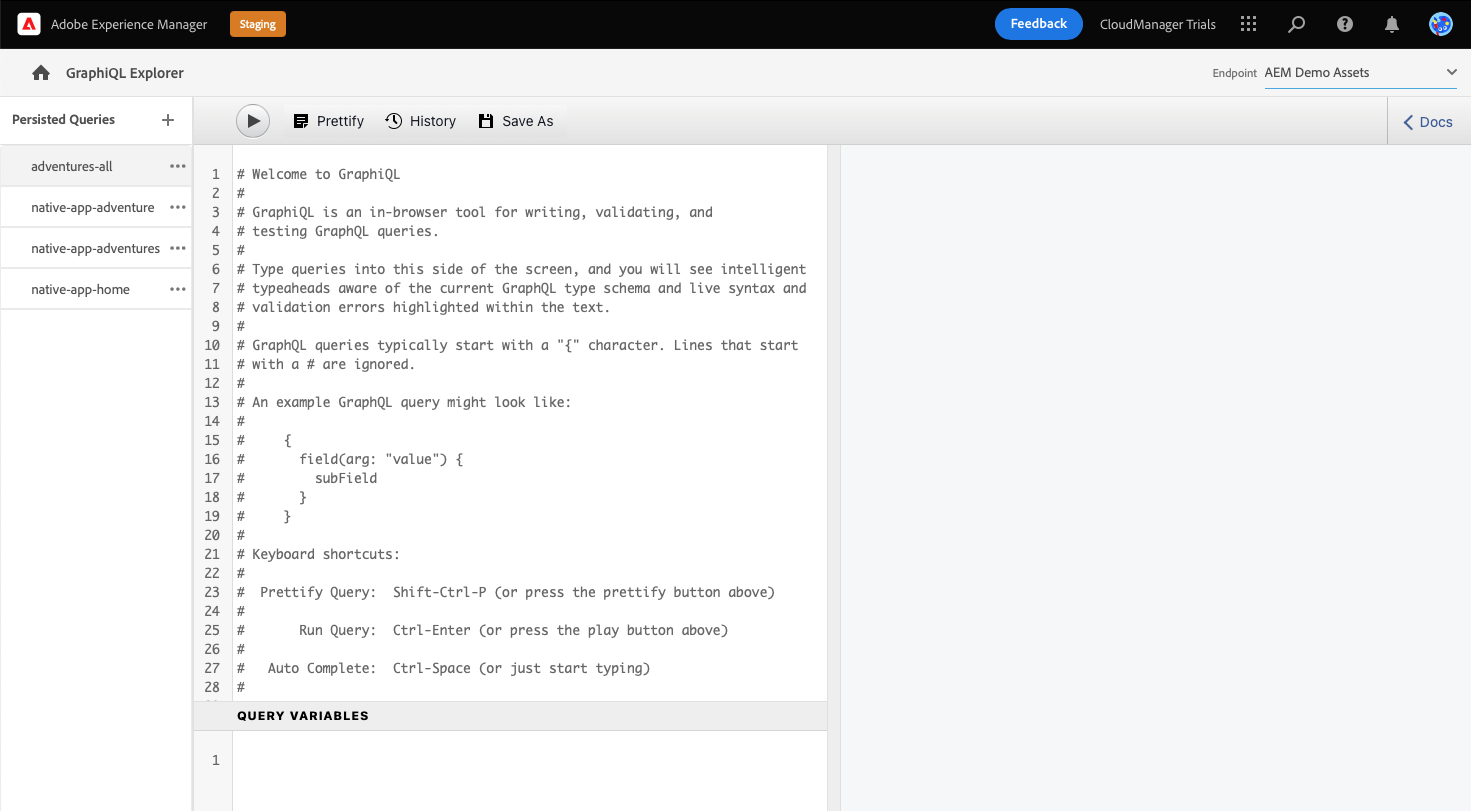 Adobe Experience Manager
Staging
Feedback
CloudManager Trials
GraphiQL Explorer
Endpoint AEM Demo Assets
Persisted Queries
Prettify
History
Save As
Docs
adventures-all
native-app-adventure
native-app-adventures
native-app-home
1 # Welcome to GraphiQL
2 #
3 # GraphiQL is an in-browser tool for writing, validating, and
4 # testing GraphQL queries.
5 #
6 # Type queries into this side of the screen, and you will see intelligent
7 # typeaheads aware of the current GraphQL type schema and live syntax and
8 # validation errors highlighted within the text.
9 #
10 # GraphQL queries typically start with a "{" character. Lines that start
11 # with a # are ignored.
12 #
13 # An example GraphQL query might look like:
14 #
15 #     {
16 #       field(arg: "value") {
17 #         subField
18 #       }
19 #     }
20 #
21 # Keyboard shortcuts:
22 #
23 #  Prettify Query:  Shift-Ctrl-P (or press the prettify button above)
24 #
25 #       Run Query:  Ctrl-Enter (or press the play button above)
26 #
27 #   Auto Complete:  Ctrl-Space (or just start typing)
28 #
QUERY VARIABLES
1